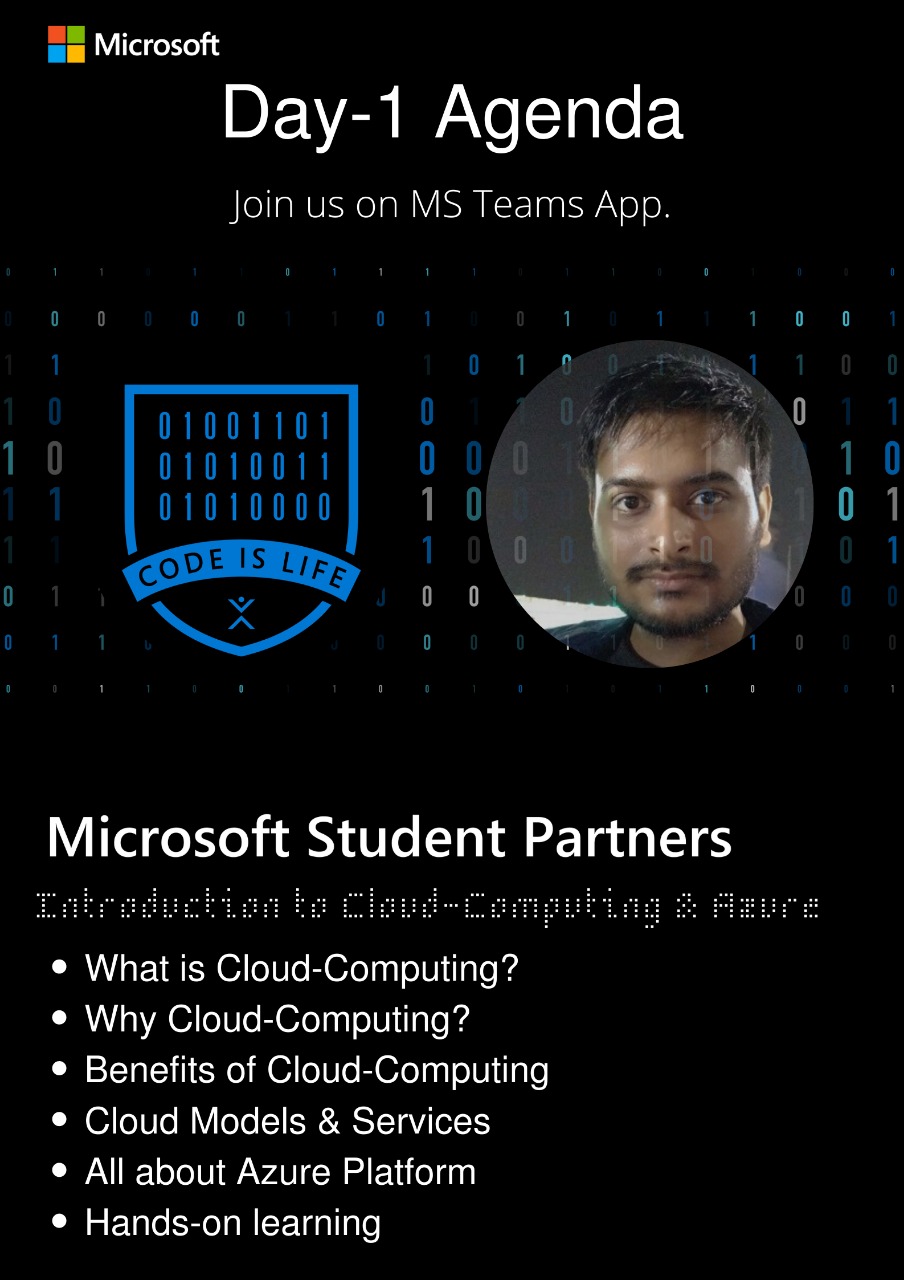 Microsoft
Day-1 Agenda
Join us on MS Teams App.
01001101
01010011
01010000
CODE IS LIFE
Microsoft Student Partners
Introduction to Cloud-Computing & Azure
What is Cloud-Computing?
Why Cloud-Computing?
Benefits of Cloud-Computing
Cloud Models & Services
All about Azure Platform
Hands-on learning